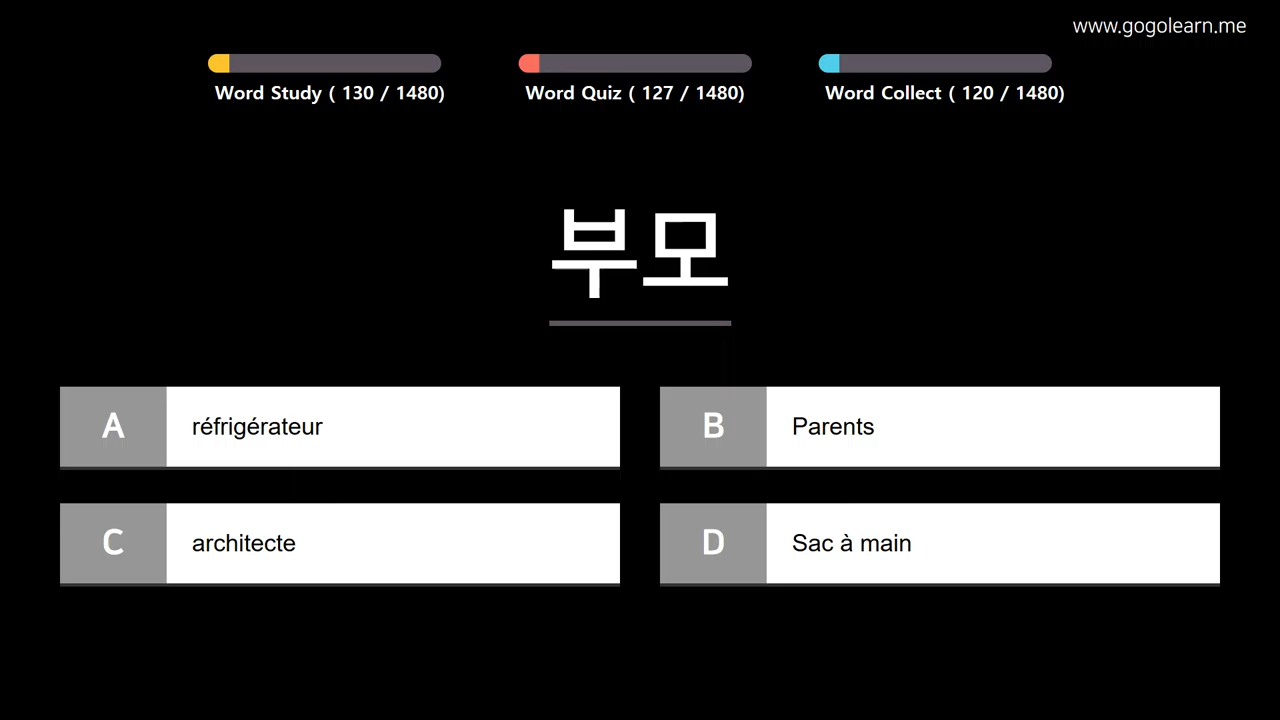 www.gogolearn.me
Word Study ( 130 / 1480)
Word Quiz ( 127 / 1480)
Word Collect ( 120 / 1480)
부모
A réfrigérateur
B Parents
C architecte
D Sac à main